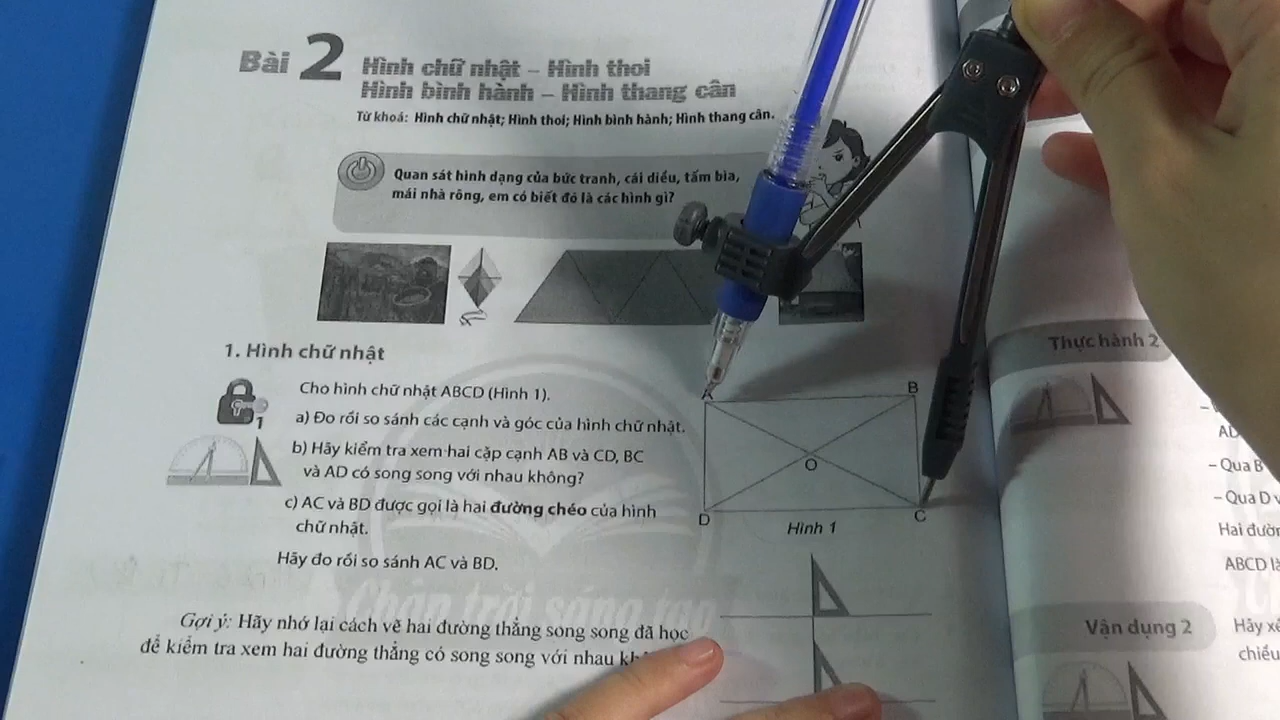 Bài 2 Hình chữ nhật – Hình thoi
Hình bình hành – Hình thang cân
Từ khoá: Hình chữ nhật; Hình thoi; Hình bình hành; Hình thang cân.
Quan sát hình dạng của bức tranh, cái diều, tấm bìa,
mái nhà rông, em có biết đó là các hình gì?
1. Hình chữ nhật
1
Cho hình chữ nhật ABCD (Hình 1).
a) Đo rồi so sánh các cạnh và góc của hình chữ nhật.
b) Hãy kiểm tra xem hai cặp cạnh AB và CD, BC
và AD có song song với nhau không?
c) AC và BD được gọi là hai đường chéo của hình
chữ nhật.
Hãy đo rồi so sánh AC và BD.
A
B
O
D
C
Hình 1
Gợi ý: Hãy nhớ lại cách vẽ hai đường thẳng song song đã học
để kiểm tra xem hai đường thẳng có song song với nhau
Chân trời sáng tạo
Thực hành 2
AD
– Qua B
– Qua D v
Hai đườn
ABCD là
Vận dụng 2
Hãy xé
chiều